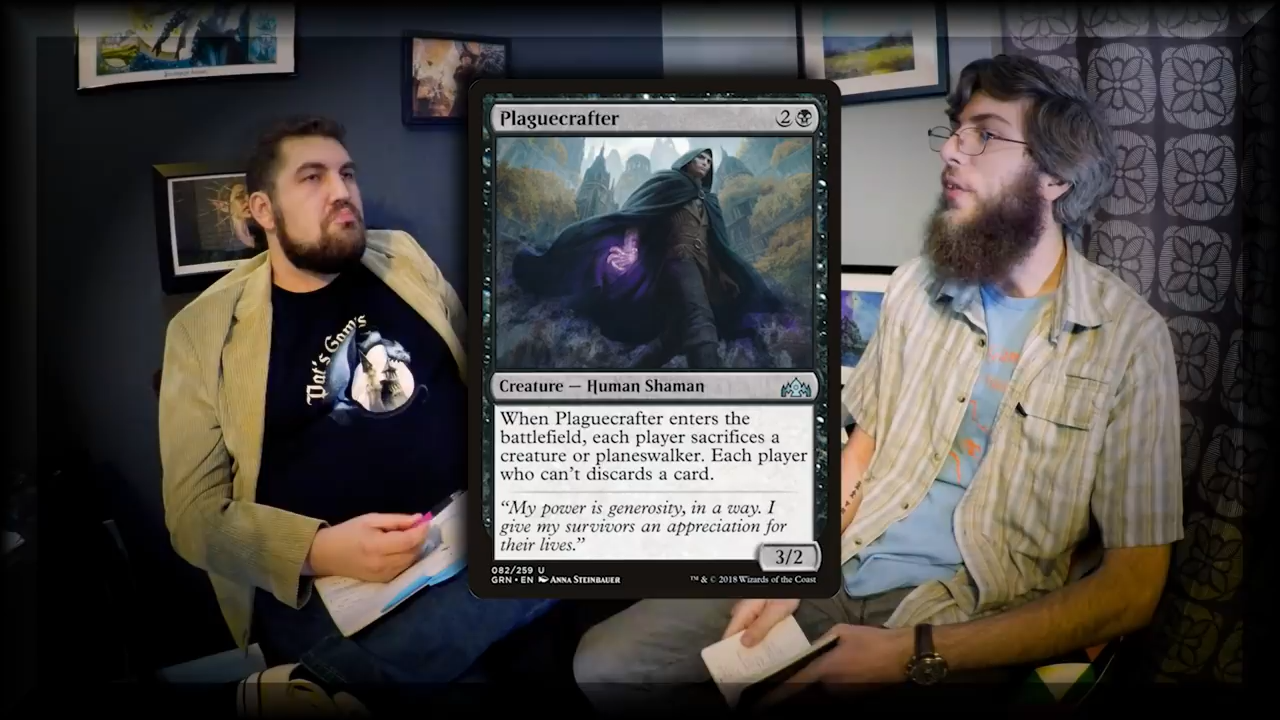 Plaguecrafter 2
Pat's Gam's
Creature — Human Shaman
When Plaguecrafter enters the
battlefield, each player sacrifices a
creature or planeswalker. Each player
who can't discards a card.
“My power is generosity, in a way. I
give my survivors an appreciation for
their lives.”
3/2
082/259 U
GRN • EN Anna Steinbauer
™ & © 2018 Wizards of the Coast